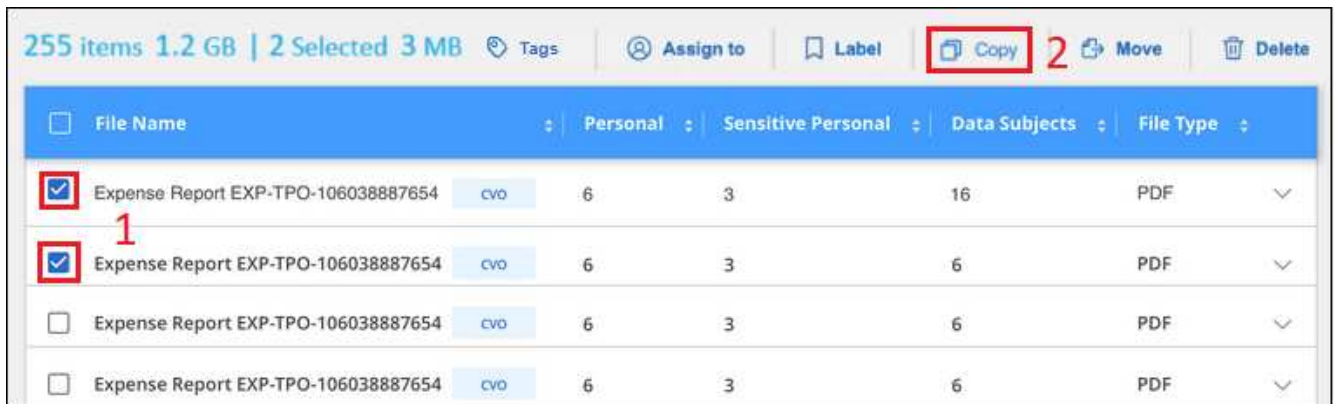 255 items 1.2 GB | 2 Selected 3 MB Tags Assign to Label Copy 2 Move Delete
File Name Personal Sensitive Personal Data Subjects File Type
Expense Report EXP-TPO-106038887654 CVO 6 3 16 PDF
1
Expense Report EXP-TPO-106038887654 CVO 6 3 6 PDF
Expense Report EXP-TPO-106038887654 CVO 6 3 6 PDF
Expense Report EXP-TPO-106038887654 CVO 6 3 6 PDF